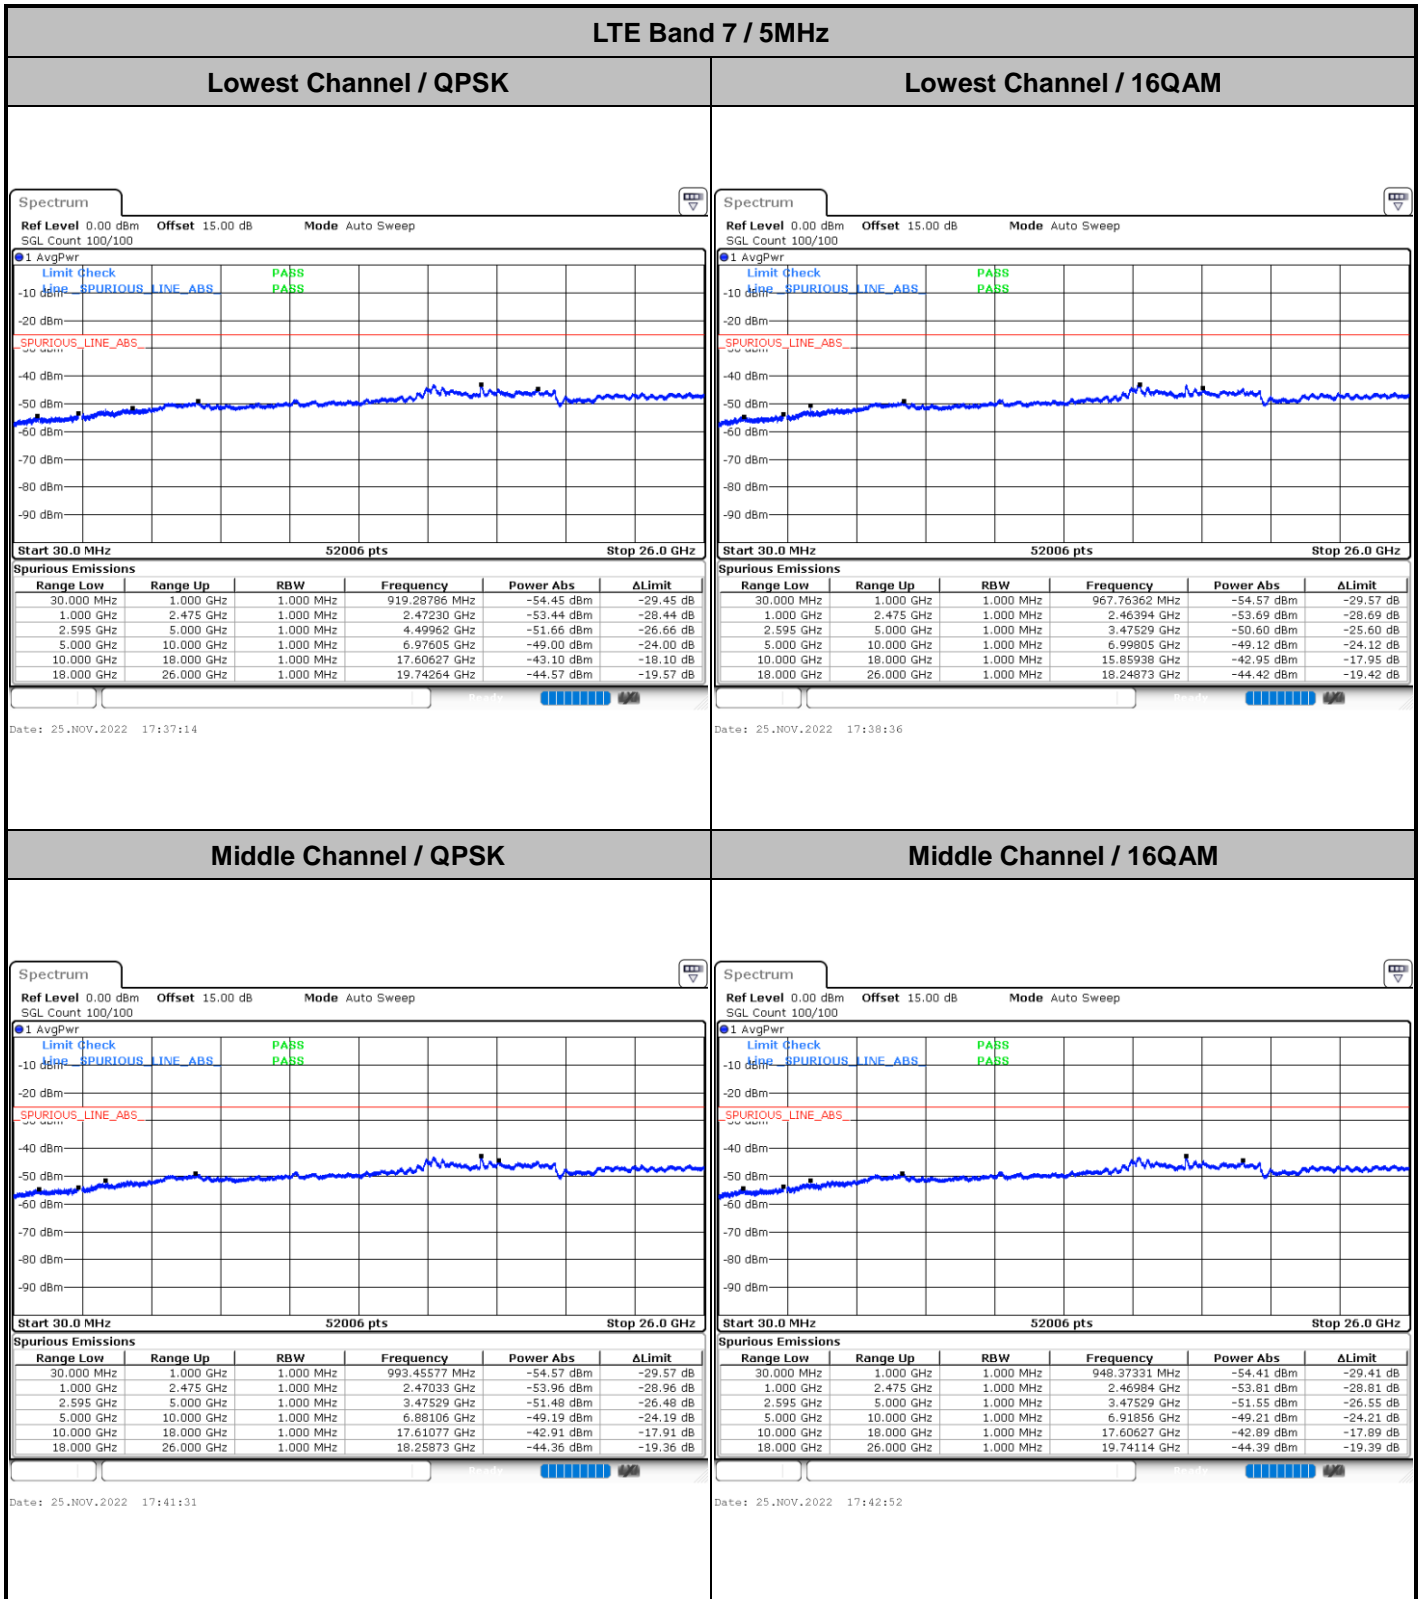 LTE Band 7 / 5MHz
Lowest Channel / QPSK
Lowest Channel / 16QAM
Spectrum
Ref Level 0.00 dBm Offset 15.00 dB Mode Auto Sweep
SGL Count 100/100
1 AvgPwr
Limit Check PASS
Line _SPURIOUS_LINE_ABS_ PASS
-10 dBm
-20 dBm
_SPURIOUS_LINE_ABS_
-30 dBm
-40 dBm
-50 dBm
-60 dBm
-70 dBm
-80 dBm
-90 dBm
Start 30.0 MHz 52006 pts Stop 26.0 GHz
Spurious Emissions
Range Low Range Up RBW Frequency Power Abs ΔLimit
30.000 MHz 1.000 GHz 1.000 MHz 919.28786 MHz -54.45 dBm -29.45 dB
1.000 GHz 2.475 GHz 1.000 MHz 2.47230 GHz -53.44 dBm -28.44 dB
2.595 GHz 5.000 GHz 1.000 MHz 4.49962 GHz -51.66 dBm -26.66 dB
5.000 GHz 10.000 GHz 1.000 MHz 6.97605 GHz -49.00 dBm -24.00 dB
10.000 GHz 18.000 GHz 1.000 MHz 17.60627 GHz -43.10 dBm -18.10 dB
18.000 GHz 26.000 GHz 1.000 MHz 19.74264 GHz -44.57 dBm -19.57 dB
Ready
Date: 25.NOV.2022 17:37:14
Spectrum
Ref Level 0.00 dBm Offset 15.00 dB Mode Auto Sweep
SGL Count 100/100
1 AvgPwr
Limit Check PASS
Line _SPURIOUS_LINE_ABS_ PASS
-10 dBm
-20 dBm
_SPURIOUS_LINE_ABS_
-30 dBm
-40 dBm
-50 dBm
-60 dBm
-70 dBm
-80 dBm
-90 dBm
Start 30.0 MHz 52006 pts Stop 26.0 GHz
Spurious Emissions
Range Low Range Up RBW Frequency Power Abs ΔLimit
30.000 MHz 1.000 GHz 1.000 MHz 967.76362 MHz -54.57 dBm -29.57 dB
1.000 GHz 2.475 GHz 1.000 MHz 2.46394 GHz -53.69 dBm -28.69 dB
2.595 GHz 5.000 GHz 1.000 MHz 3.47529 GHz -50.60 dBm -25.60 dB
5.000 GHz 10.000 GHz 1.000 MHz 6.99805 GHz -49.12 dBm -24.12 dB
10.000 GHz 18.000 GHz 1.000 MHz 15.85938 GHz -42.95 dBm -17.95 dB
18.000 GHz 26.000 GHz 1.000 MHz 18.24873 GHz -44.42 dBm -19.42 dB
Ready
Date: 25.NOV.2022 17:38:36
Middle Channel / QPSK
Middle Channel / 16QAM
Spectrum
Ref Level 0.00 dBm Offset 15.00 dB Mode Auto Sweep
SGL Count 100/100
1 AvgPwr
Limit Check PASS
Line _SPURIOUS_LINE_ABS_ PASS
-10 dBm
-20 dBm
_SPURIOUS_LINE_ABS_
-30 dBm
-40 dBm
-50 dBm
-60 dBm
-70 dBm
-80 dBm
-90 dBm
Start 30.0 MHz 52006 pts Stop 26.0 GHz
Spurious Emissions
Range Low Range Up RBW Frequency Power Abs ΔLimit
30.000 MHz 1.000 GHz 1.000 MHz 993.45577 MHz -54.57 dBm -29.57 dB
1.000 GHz 2.475 GHz 1.000 MHz 2.47033 GHz -53.96 dBm -28.96 dB
2.595 GHz 5.000 GHz 1.000 MHz 3.47529 GHz -51.48 dBm -26.48 dB
5.000 GHz 10.000 GHz 1.000 MHz 6.88106 GHz -49.19 dBm -24.19 dB
10.000 GHz 18.000 GHz 1.000 MHz 17.61077 GHz -42.91 dBm -17.91 dB
18.000 GHz 26.000 GHz 1.000 MHz 18.25873 GHz -44.36 dBm -19.36 dB
Ready
Date: 25.NOV.2022 17:41:31
Spectrum
Ref Level 0.00 dBm Offset 15.00 dB Mode Auto Sweep
SGL Count 100/100
1 AvgPwr
Limit Check PASS
Line _SPURIOUS_LINE_ABS_ PASS
-10 dBm
-20 dBm
_SPURIOUS_LINE_ABS_
-30 dBm
-40 dBm
-50 dBm
-60 dBm
-70 dBm
-80 dBm
-90 dBm
Start 30.0 MHz 52006 pts Stop 26.0 GHz
Spurious Emissions
Range Low Range Up RBW Frequency Power Abs ΔLimit
30.000 MHz 1.000 GHz 1.000 MHz 948.37331 MHz -54.41 dBm -29.41 dB
1.000 GHz 2.475 GHz 1.000 MHz 2.46984 GHz -53.81 dBm -28.81 dB
2.595 GHz 5.000 GHz 1.000 MHz 3.47529 GHz -51.55 dBm -26.55 dB
5.000 GHz 10.000 GHz 1.000 MHz 6.91856 GHz -49.21 dBm -24.21 dB
10.000 GHz 18.000 GHz 1.000 MHz 17.60627 GHz -42.89 dBm -17.89 dB
18.000 GHz 26.000 GHz 1.000 MHz 19.74114 GHz -44.39 dBm -19.39 dB
Ready
Date: 25.NOV.2022 17:42:52